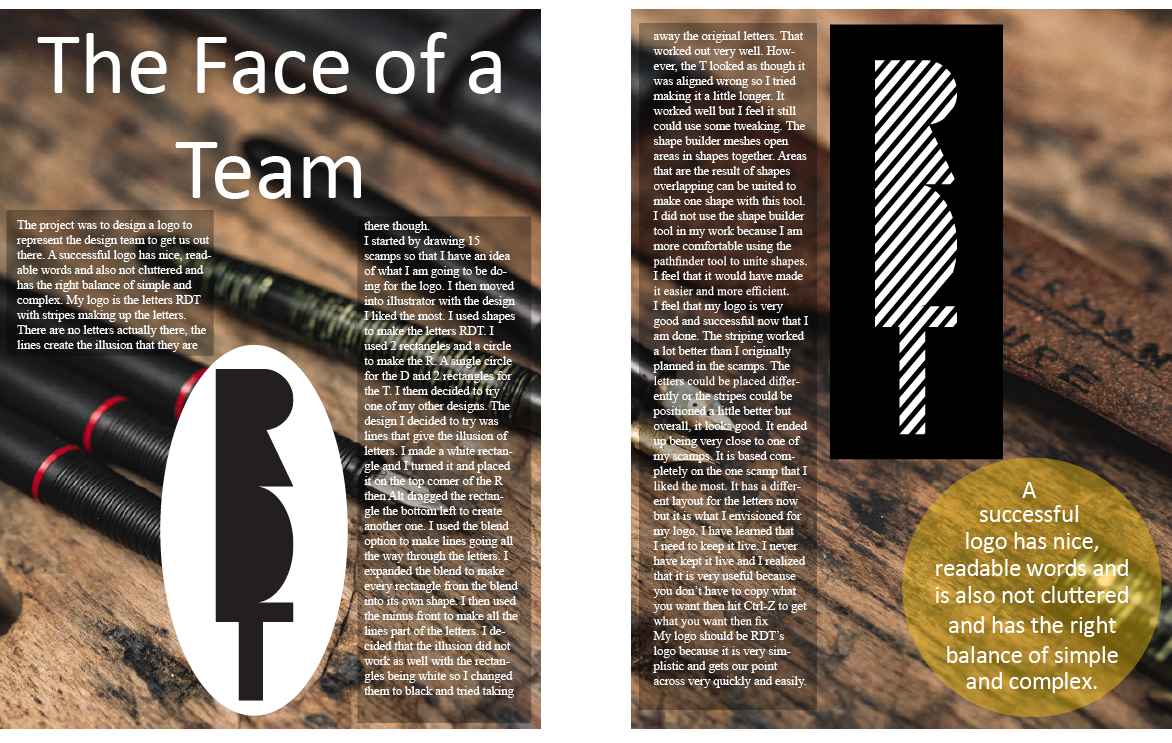 The Face of a
Team
The project was to design a logo to
represent the design team to get us out
there. A successful logo has nice, read-
able words and also not cluttered and
has the right balance of simple and
complex. My logo is the letters RDT
with stripes making up the letters.
There are no letters actually there, the
lines create the illusion that they are
there though.
I started by drawing 15
scamps so that I have an idea
of what I am going to be do-
ing for the logo. I then moved
into illustrator with the design
I liked the most. I used shapes
to make the letters RDT. I
used 2 rectangles and a circle
to make the R. A single circle
for the D and 2 rectangles for
the T. I them decided to try
one of my other designs. The
design I decided to try was
lines that give the illusion of
letters. I made a white rectan-
gle and I turned it and placed
it on the top corner of the R
then Alt dragged the rectan-
gle the bottom left to create
another one. I used the blend
option to make lines going all
the way through the letters. I
expanded the blend to make
every rectangle from the blend
into its own shape. I then used
the minus front to make all the
lines part of the letters. I de-
cided that the illusion did not
work as well with the rectan-
gles being white so I changed
them to black and tried taking
RDT
away the original letters. That
worked out very well. How-
ever, the T looked as though it
was aligned wrong so I tried
making it a little longer. It
worked well but I feel it still
could use some tweaking. The
shape builder meshes open
areas in shapes together. Areas
that are the result of shapes
overlapping can be united to
make one shape with this tool.
I did not use the shape builder
tool in my work because I am
more comfortable using the
pathfinder tool to unite shapes.
I feel that it would have made
it easier and more efficient.
I feel that my logo is very
good and successful now that I
am done. The striping worked
a lot better than I originally
planned in the scamps. The
letters could be placed differ-
ently or the stripes could be
positioned a little better but
overall, it looks good. It ended
up being very close to one of
my scamps. It is based com-
pletely on the one scamp that I
liked the most. It has a differ-
ent layout for the letters now
but it is what I envisioned for
my logo. I have learned that
I need to keep it live. I never
have kept it live and I realized
that it is very useful because
you don't have to copy what
you want then hit Ctrl-Z to get
what you want then fix
My logo should be RDT's
logo because it is very sim-
plistic and gets our point
across very quickly and easily.
RDT
A
successful
logo has nice,
readable words and
is also not cluttered
and has the right
balance of simple
and complex.